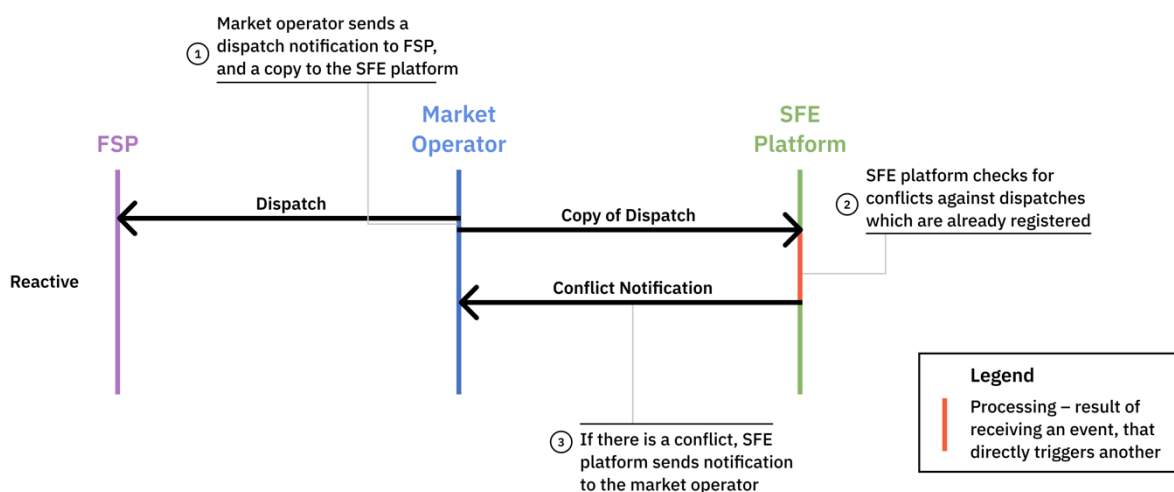 Market operator sends a
① dispatch notification to FSP,
and a copy to the SFE platform
FSP
Market
Operator
SFE
Platform
SFE platform checks for
② conflicts against dispatches
which are already registered
Dispatch
Copy of Dispatch
Reactive
Conflict Notification
③ If there is a conflict, SFE
platform sends notification
to the market operator
Legend
Processing – result of
receiving an event, that
directly triggers another